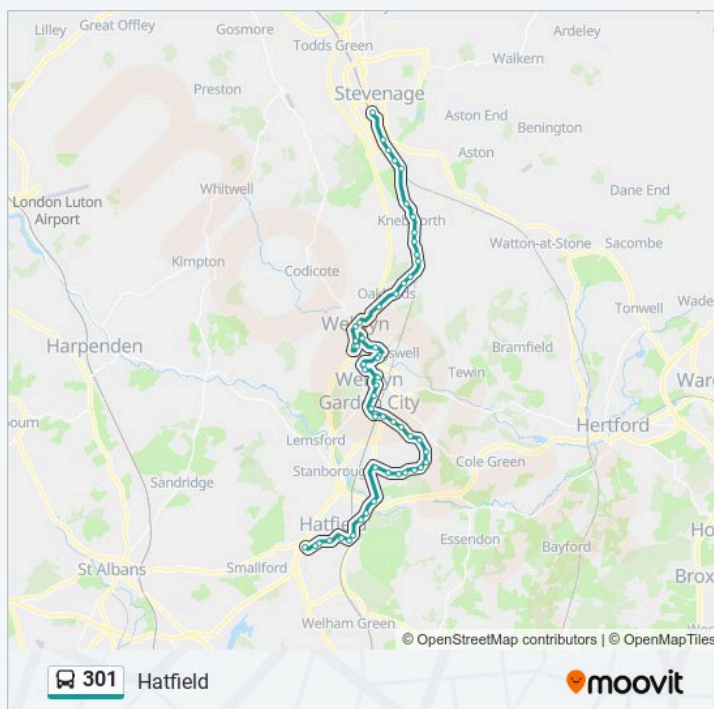 Lilley
Great Offley
Gosmore
Ardeley
Todds Green
Walkern
Preston
Stevenage
Aston End
Benington
Aston
Whitwell
London Luton
Airport
Dane End
Knebworth
Kimpton
Watton-at-Stone
Sacombe
Codicote
Oaklands
Tonwell
Welwyn
Harpenden
Bramfield
Tewin
Welwyn
Garden City
Hertford
Lemsford
Cole Green
Stanborough
Sandridge
Hatfield
Essendon
Bayford
St Albans
Smallford
Welham Green
© OpenStreetMap contributors | © OpenMapTiles
301 Hatfield
moovit